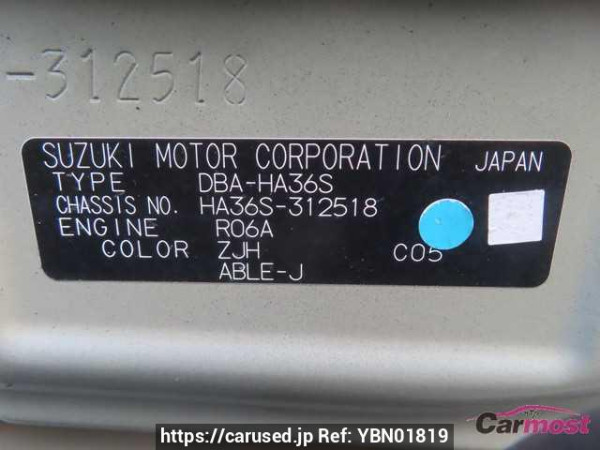 -312518
SUZUKI MOTOR CORPORATION JAPAN
TYPE DBA-HA36S
CHASSIS NO. HA36S-312518
ENGINE R06A
COLOR ZJH C05
ABLE-J
Carmost
https://carused.jp Ref: YBN01819